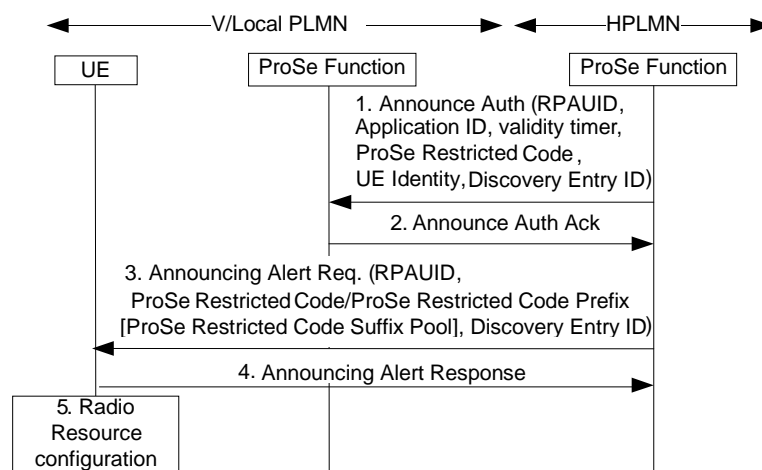 V/Local PLMN
HPLMN
UE
ProSe Function
ProSe Function
1. Announce Auth (RPAUID,
Application ID, validity timer,
ProSe Restricted Code,
UE Identity, Discovery Entry ID)
2. Announce Auth Ack
3. Announcing Alert Req. (RPAUID,
ProSe Restricted Code/ProSe Restricted Code Prefix
[ProSe Restricted Code Suffix Pool], Discovery Entry ID)
4. Announcing Alert Response
5. Radio
Resource
configuration